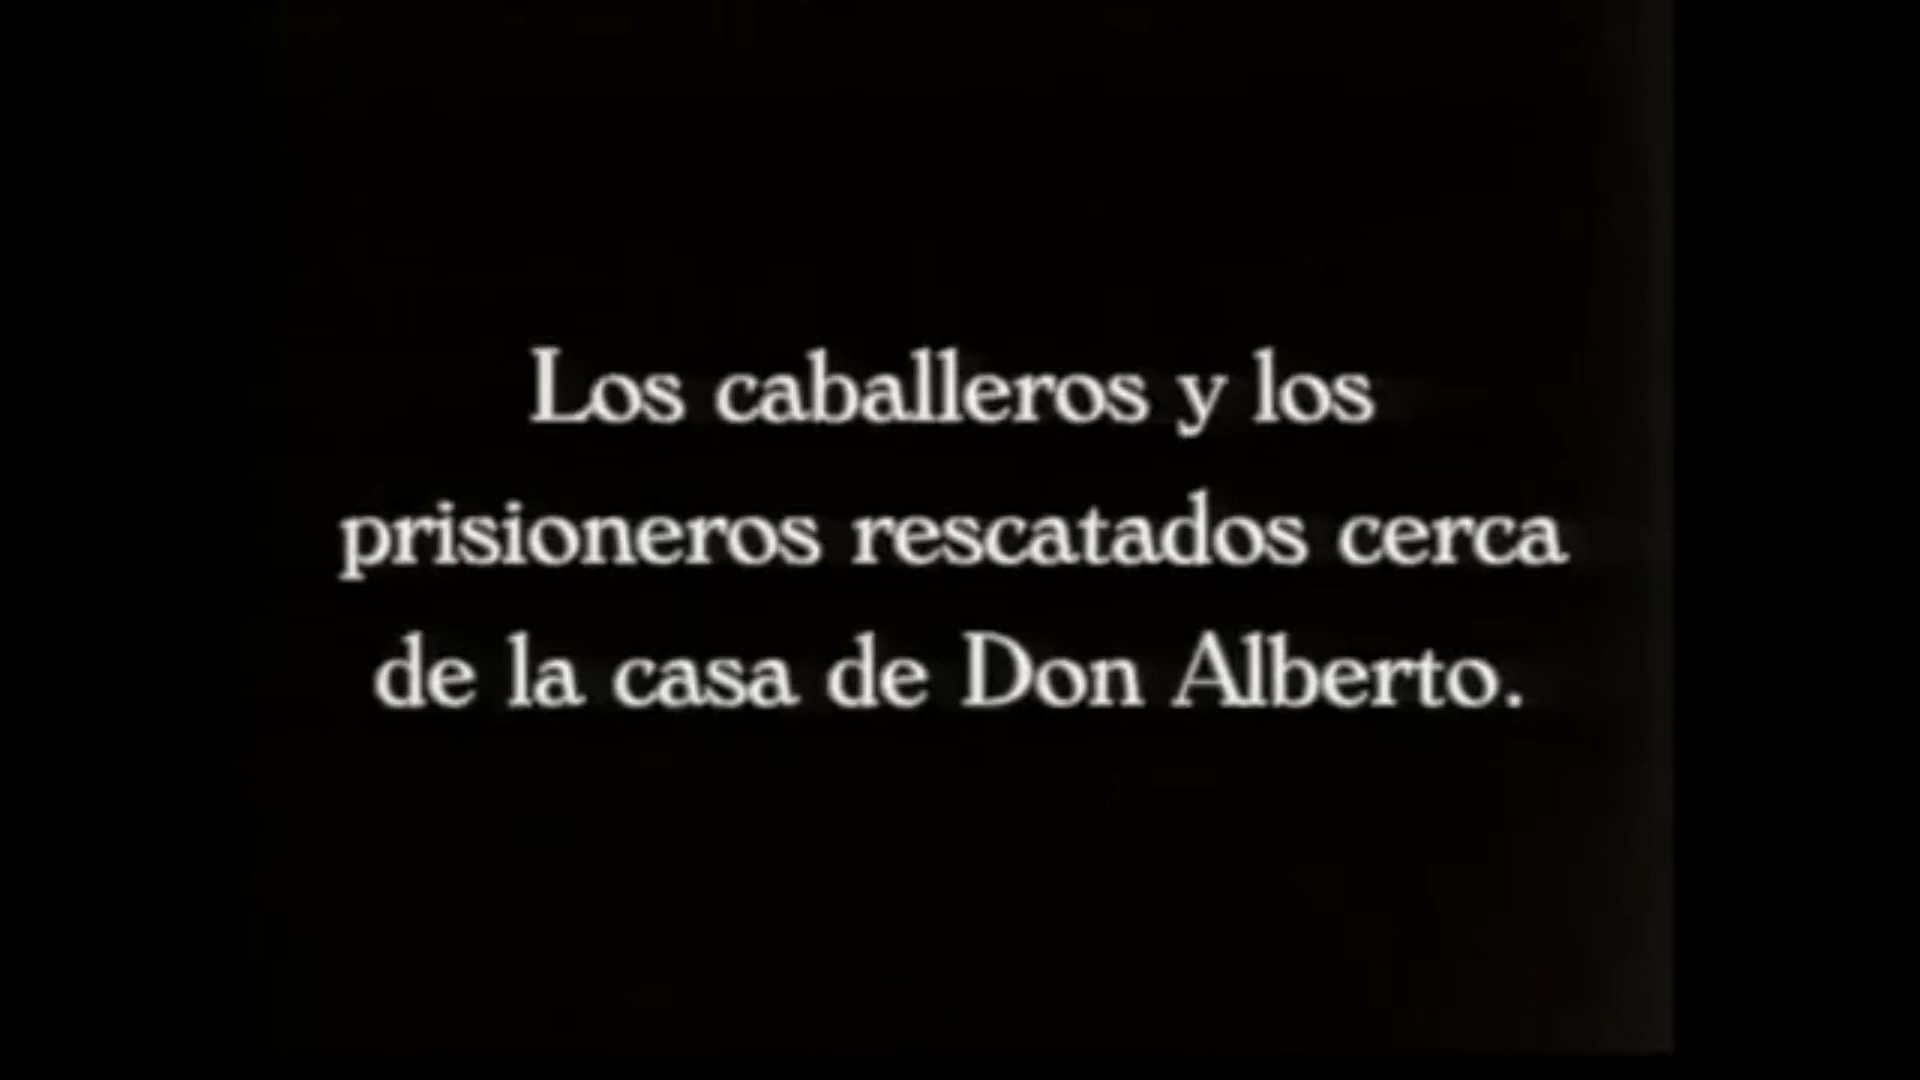 Los caballeros y los
prisioneros rescatados cerca
de la casa de Don Alberto.